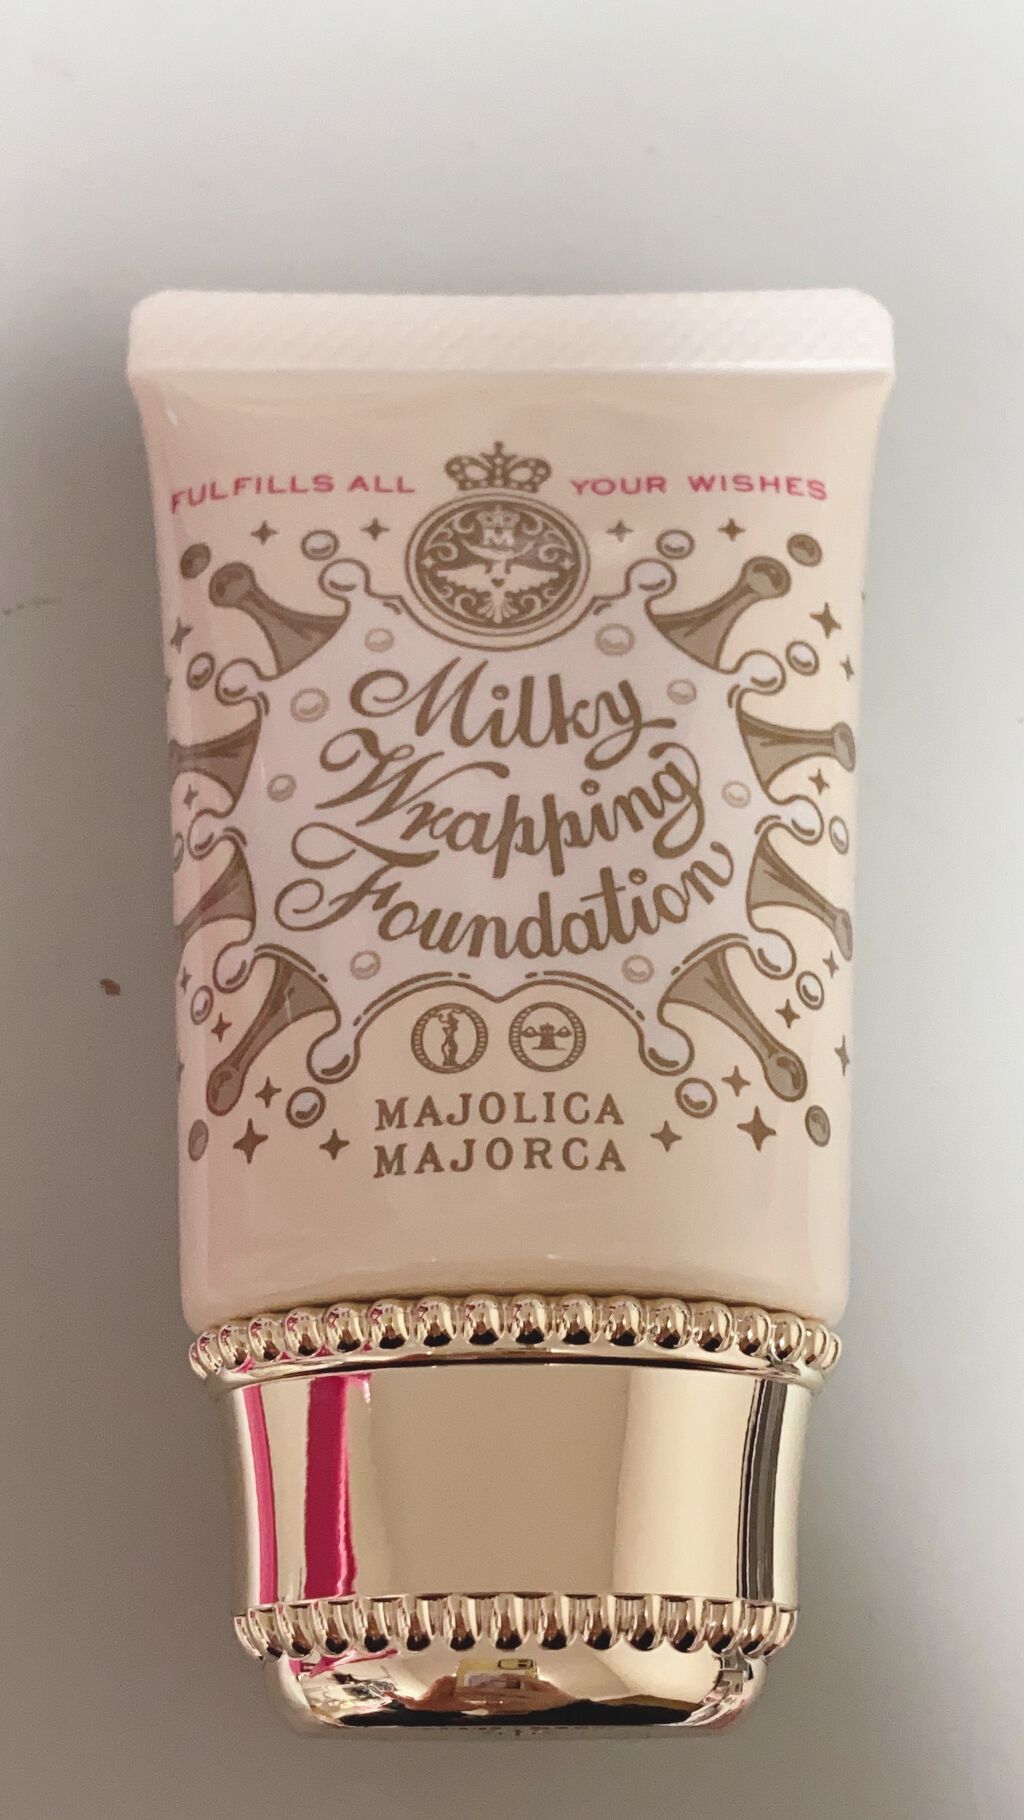 FULFILLS ALL YOUR WISHES
M
Milky
Wrapping
Foundation
MAJOLICA
MAJORCA